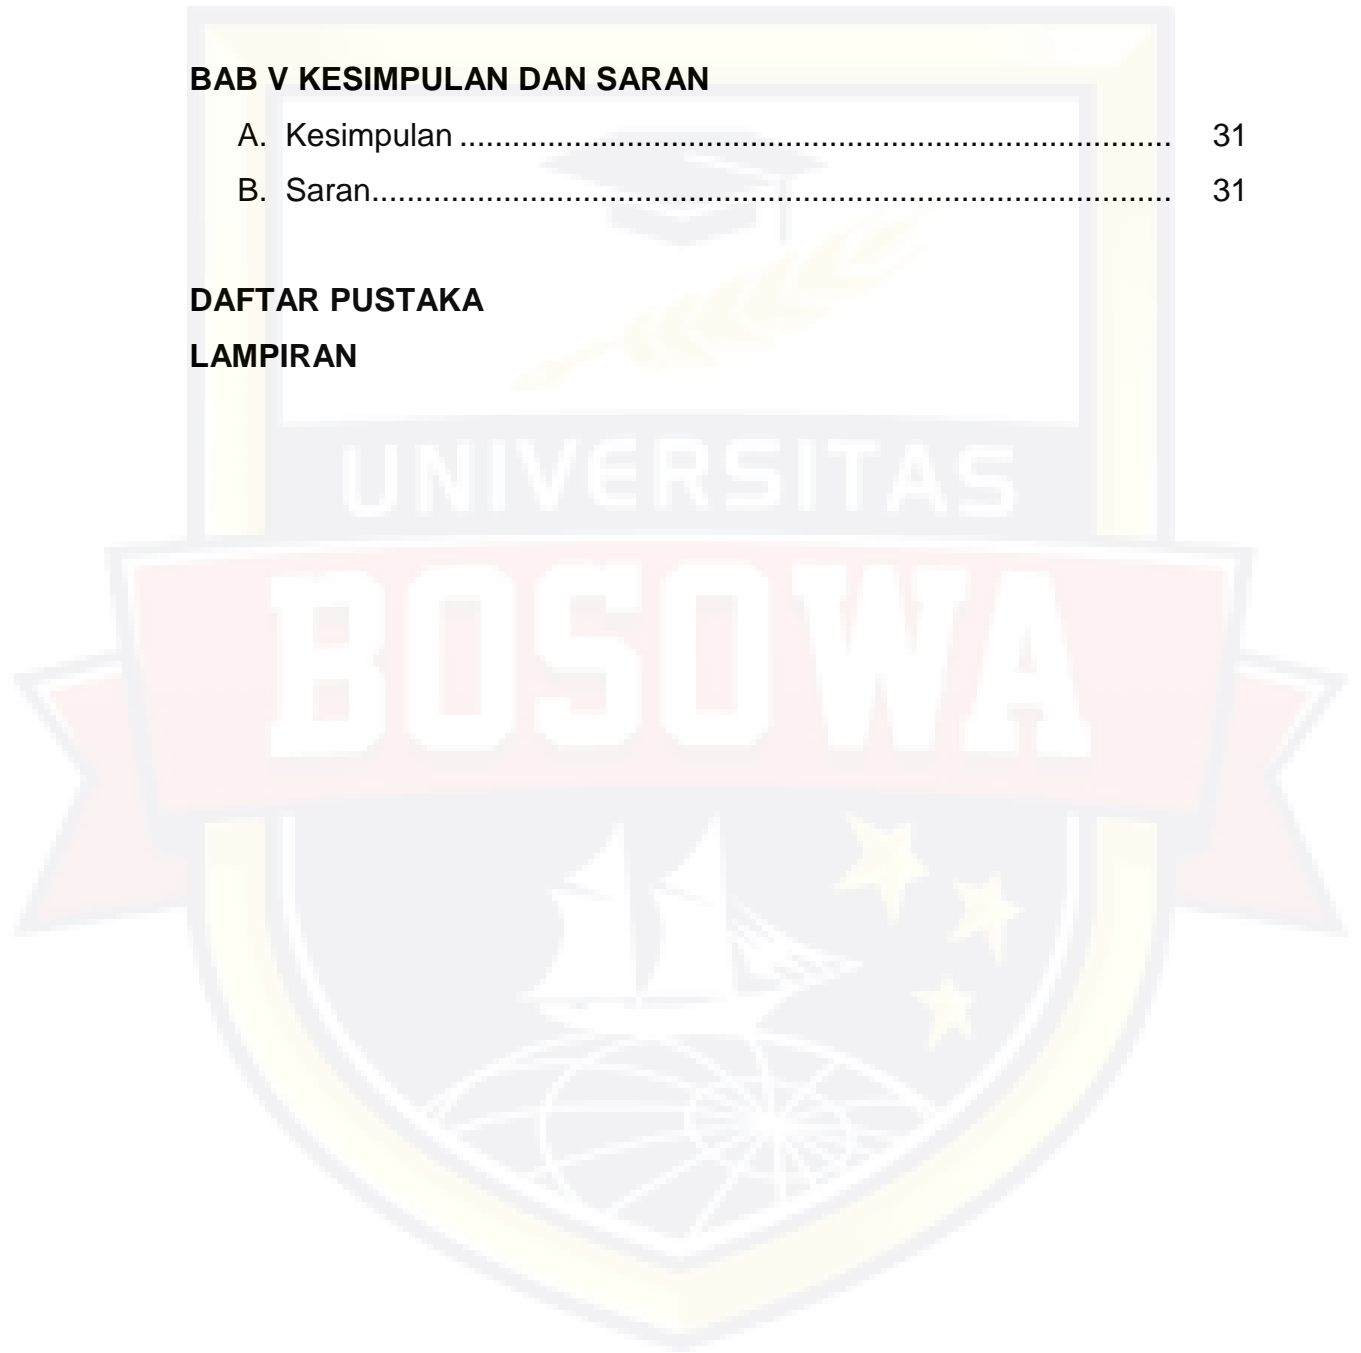 BAB V KESIMPULAN DAN SARAN
A. Kesimpulan ................................................................................ 31
B. Saran.......................................................................................... 31
DAFTAR PUSTAKA
LAMPIRAN
UNIVERSITAS
BOSOWA